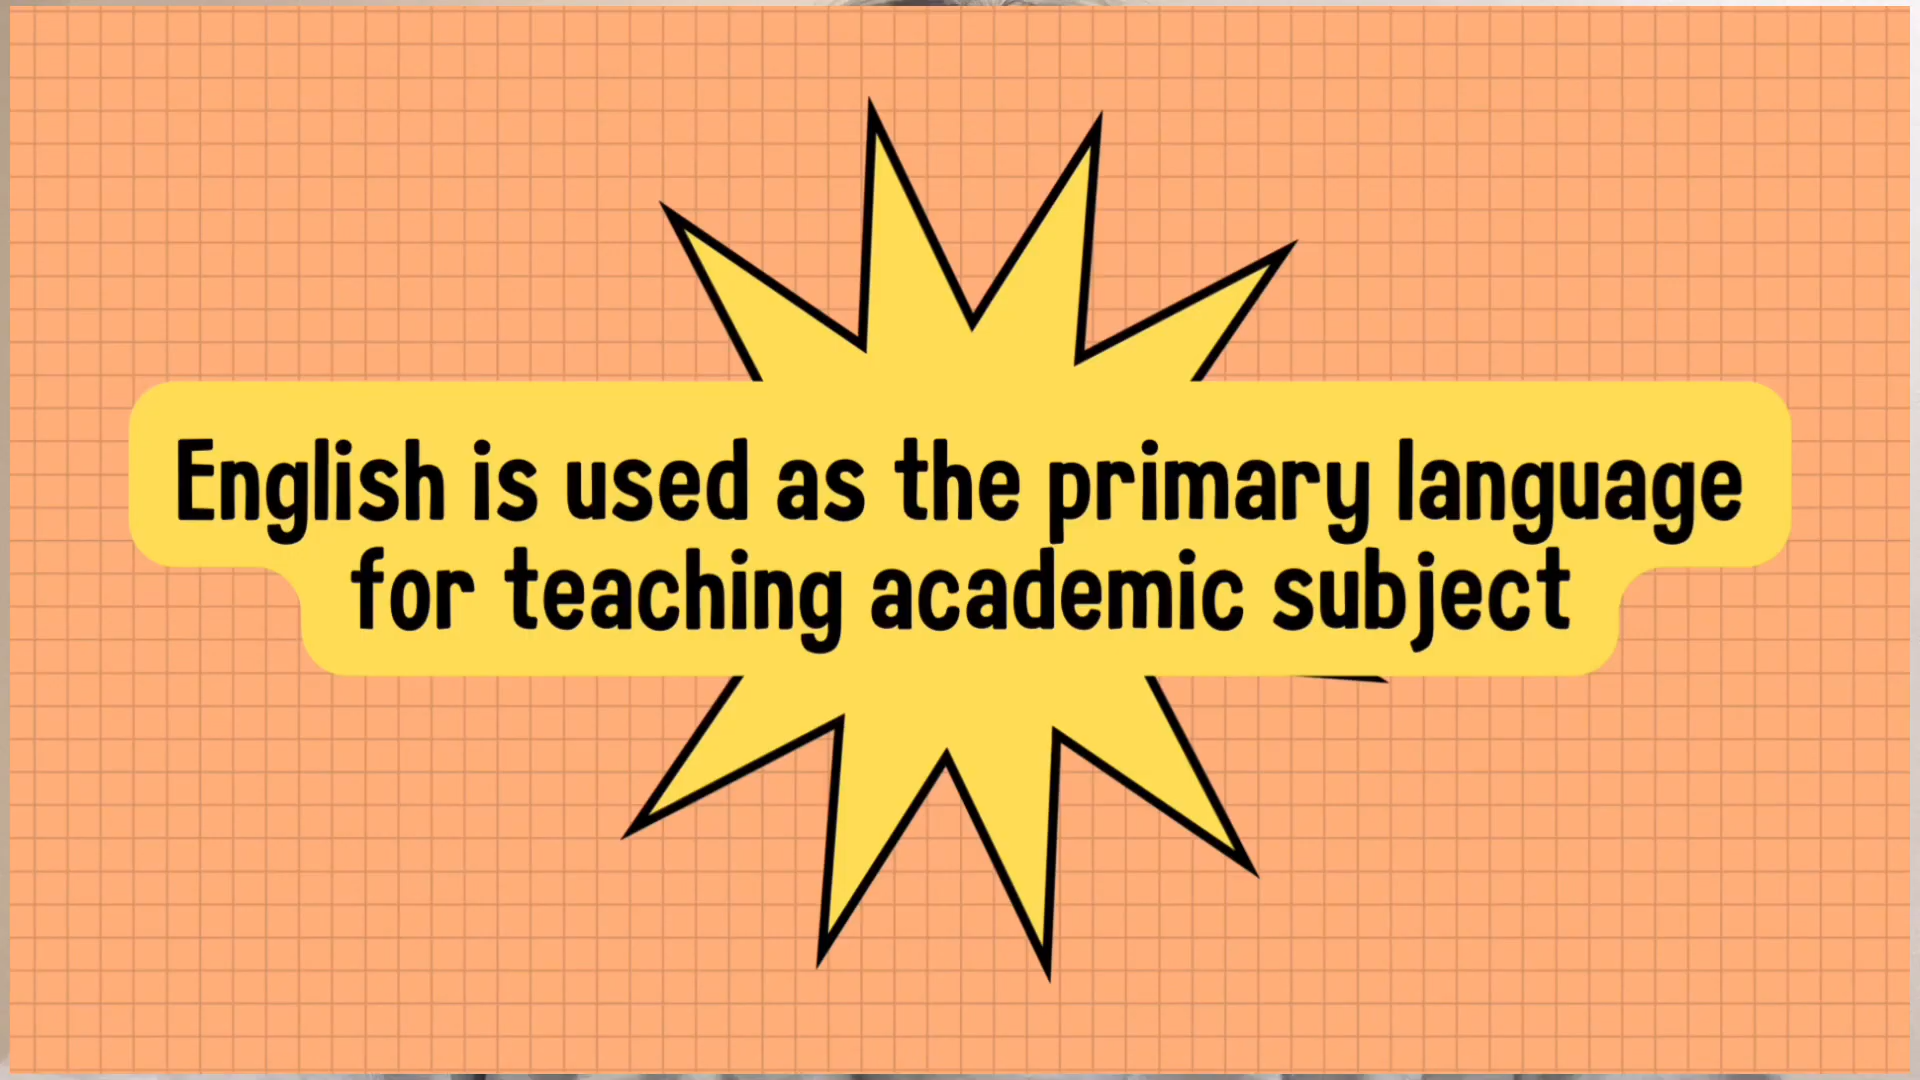 English is used as the primary language
for teaching academic subject